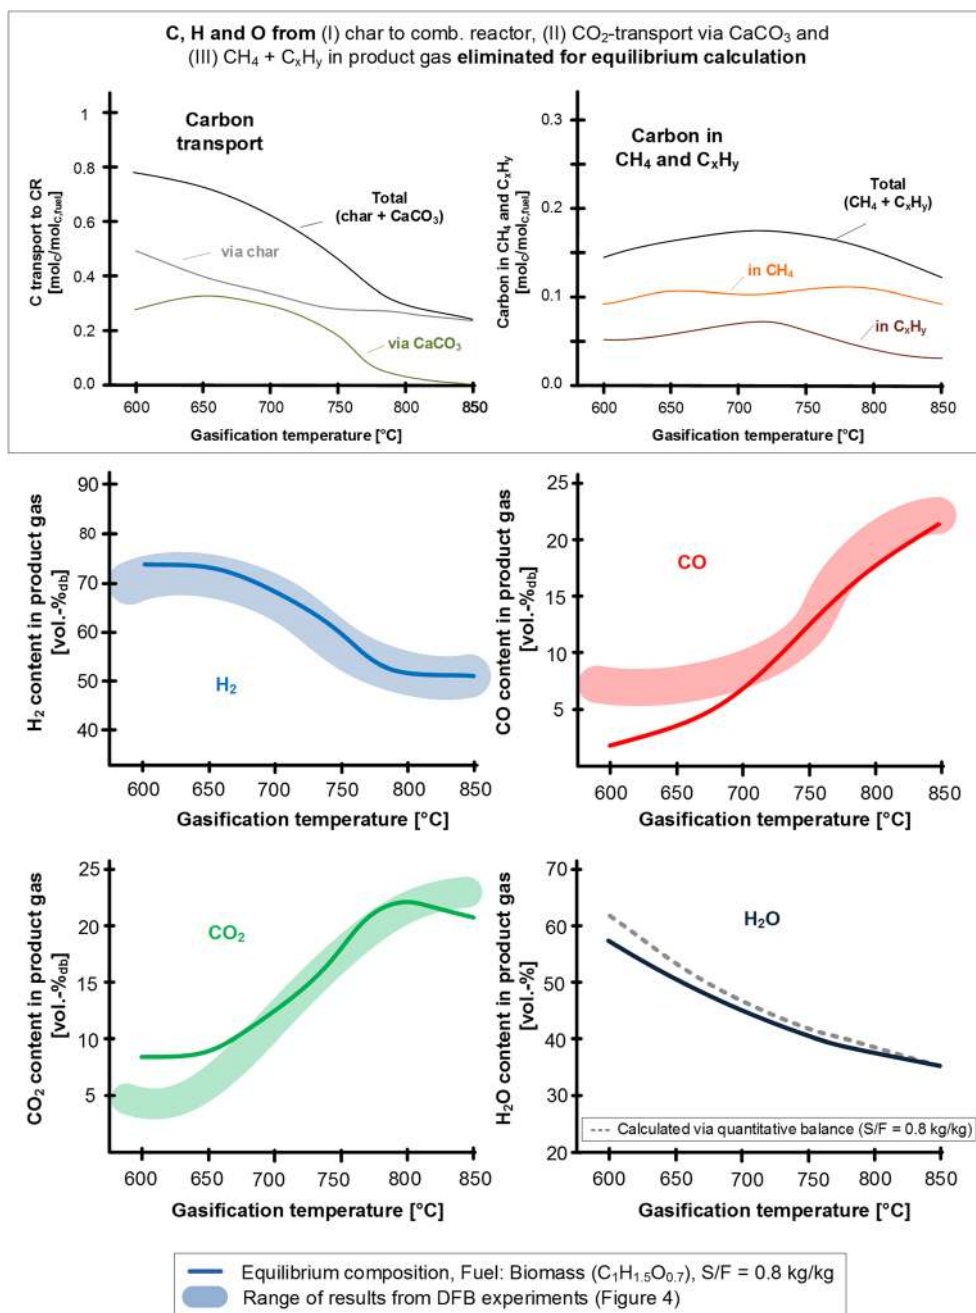 C, H and O from (I) char to comb. reactor, (II) CO₂-transport via CaCO₃ and
(III) CH₄ + CₓHᵧ in product gas eliminated for equilibrium calculation
C transport to CR
[mol_C/mol_C,fuel]
1
0.8
0.6
0.4
0.2
0.0
Carbon
transport
Total
(char + CaCO₃)
via char
via CaCO₃
600 650 700 750 800 850
Gasification temperature [°C]
Carbon in CH₄ and CₓHᵧ
[mol_C/mol_C,fuel]
0.3
0.2
0.1
0.0
Carbon in
CH₄ and CₓHᵧ
Total
(CH₄ + CₓHᵧ)
in CH₄
in CₓHᵧ
600 650 700 750 800 850
Gasification temperature [°C]
H₂ content in product gas
[vol.-%db]
90
80
70
60
50
40
H₂
600 650 700 750 800 850
Gasification temperature [°C]
CO content in product gas
[vol.-%db]
25
20
15
10
5
CO
600 650 700 750 800 850
Gasification temperature [°C]
CO₂ content in product gas
[vol.-%db]
25
20
15
10
5
CO₂
600 650 700 750 800 850
Gasification temperature [°C]
H₂O content in product gas
[vol.-%]
70
60
50
40
30
20
H₂O
Calculated via quantitative balance (S/F = 0.8 kg/kg)
600 650 700 750 800 850
Gasification temperature [°C]
Equilibrium composition, Fuel: Biomass (C₁H₁.₅O₀.₇), S/F = 0.8 kg/kg
Range of results from DFB experiments (Figure 4)